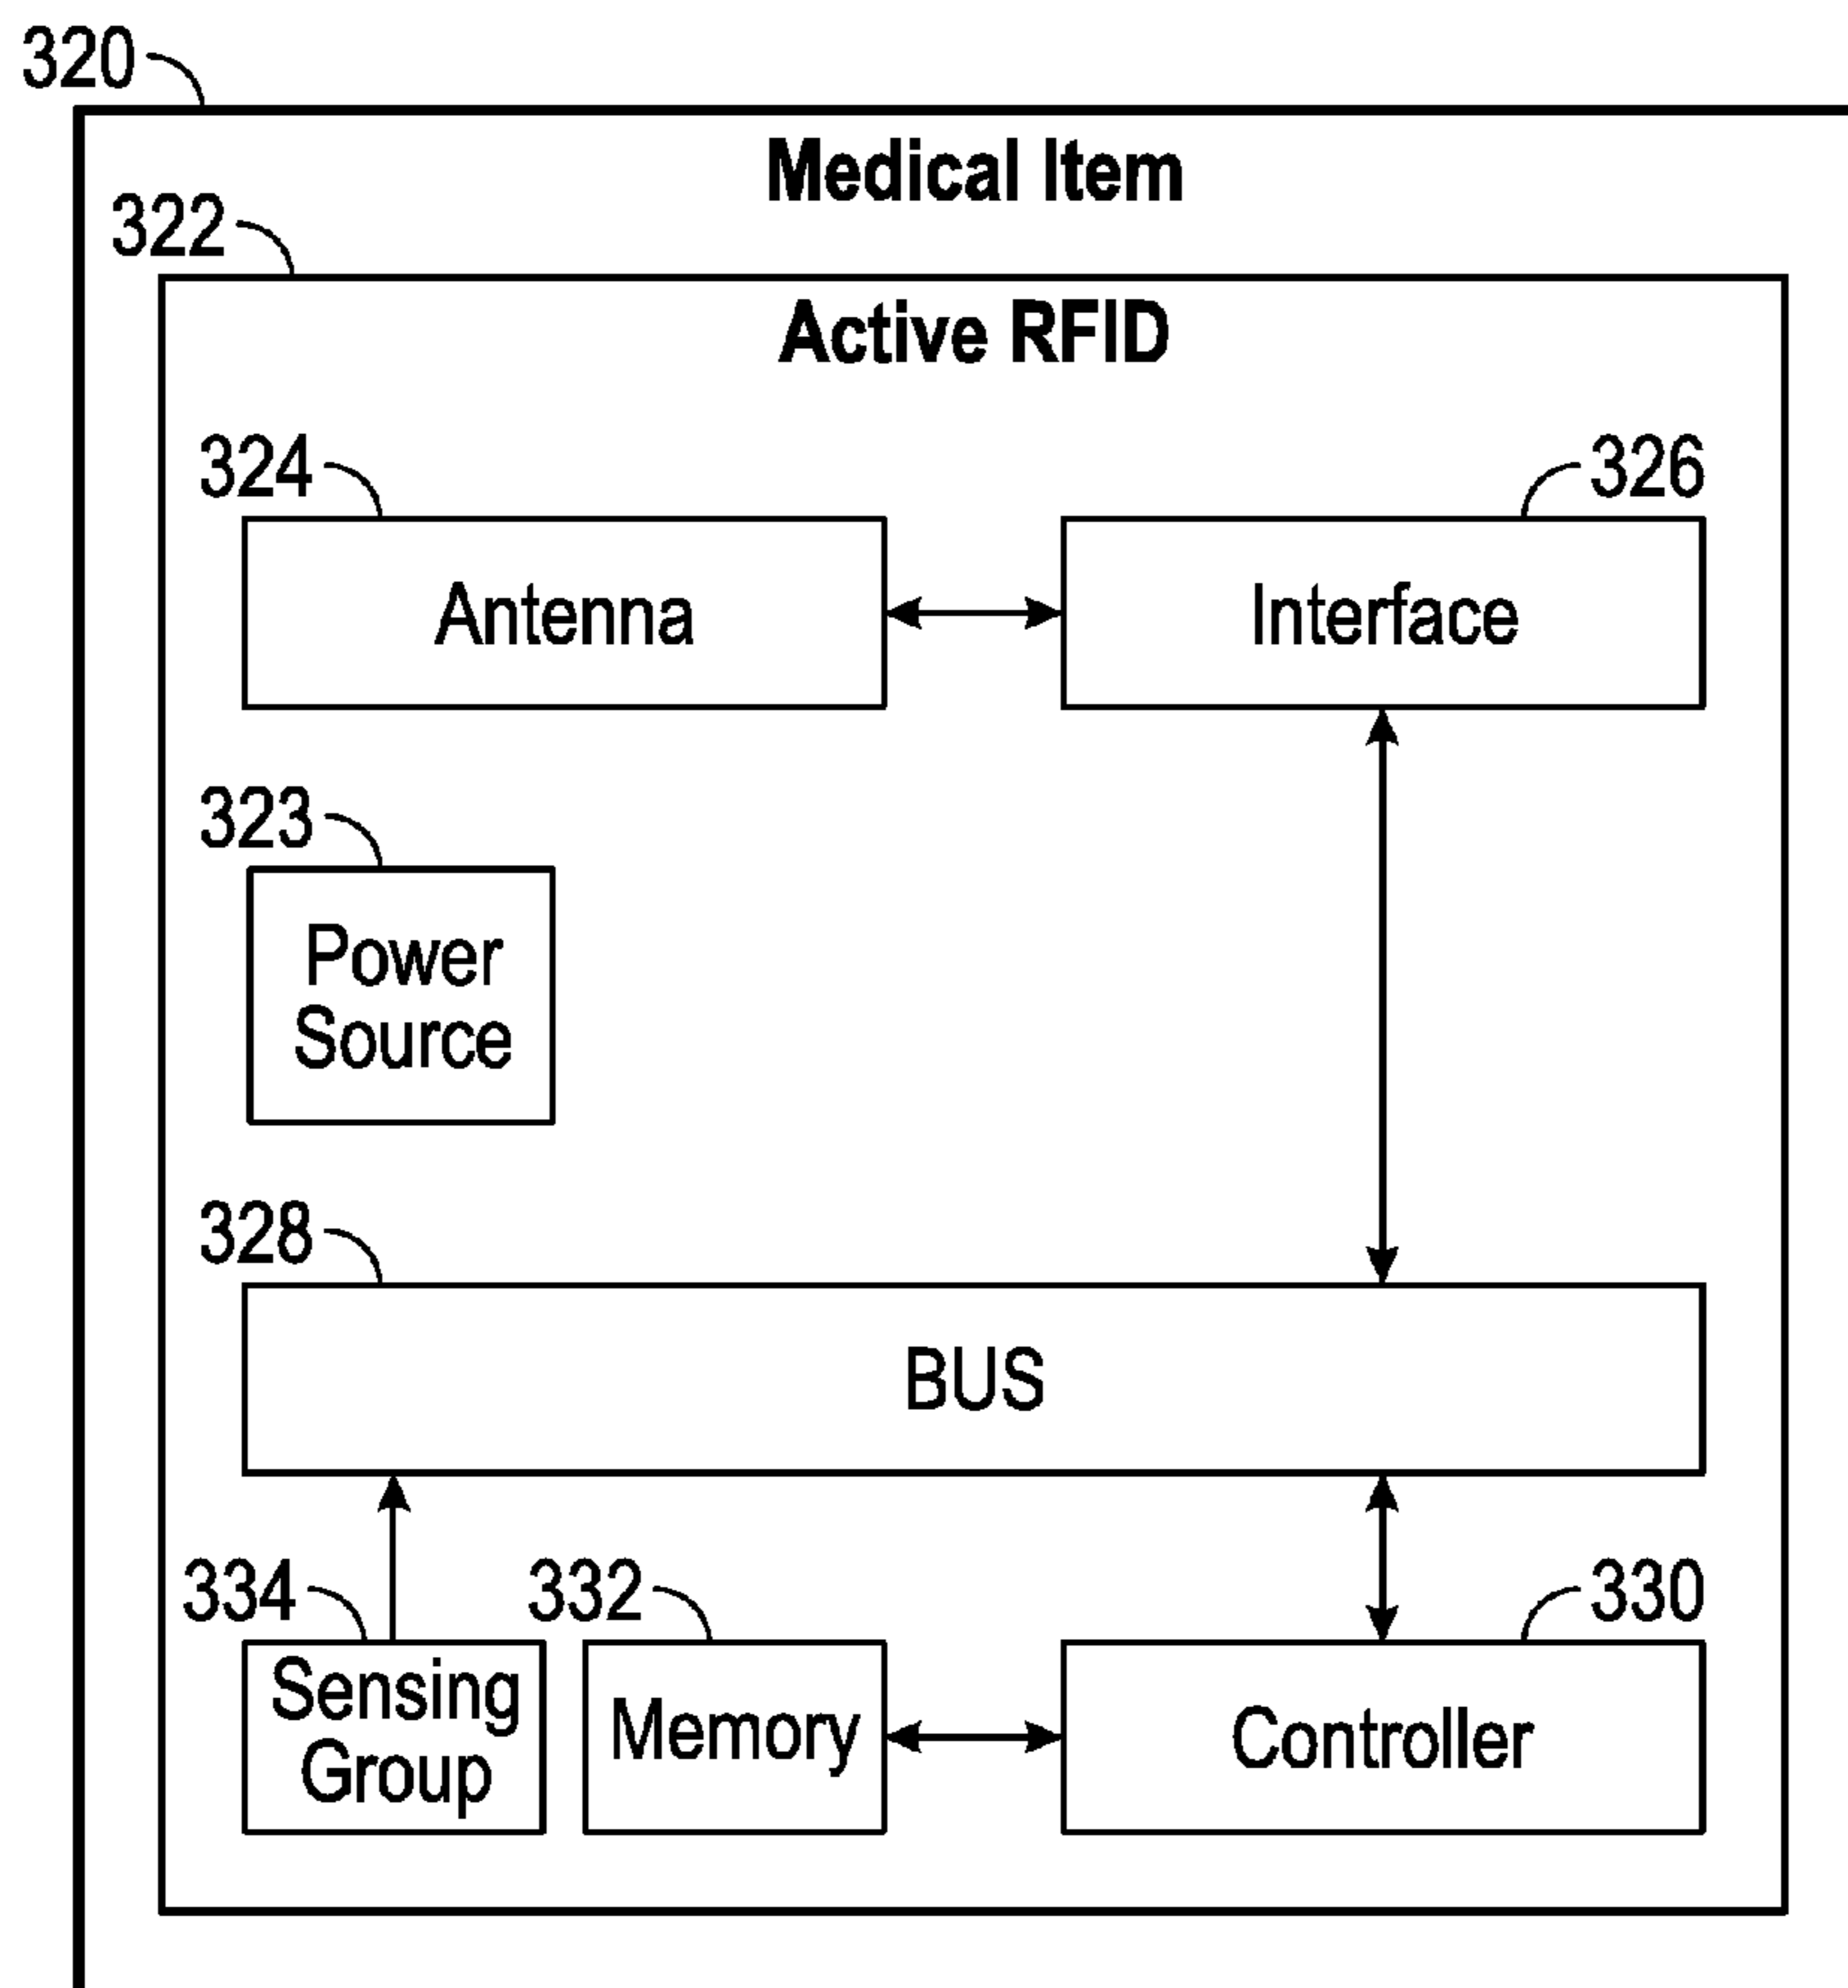 320
Medical Item
322
Active RFID
324
326
Antenna
Interface
323
Power
Source
328
BUS
334
332
330
Sensing
Group
Memory
Controller